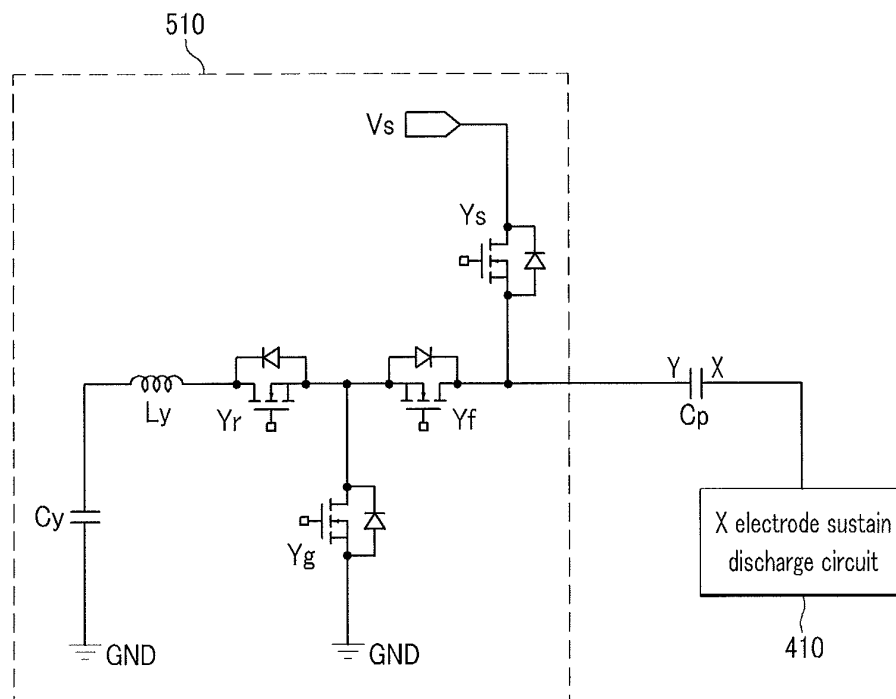 510
Vs
Ys
Y X
Ly
Yr
Yf
Cp
Cy
Yg
X electrode sustain
discharge circuit
GND
GND
410